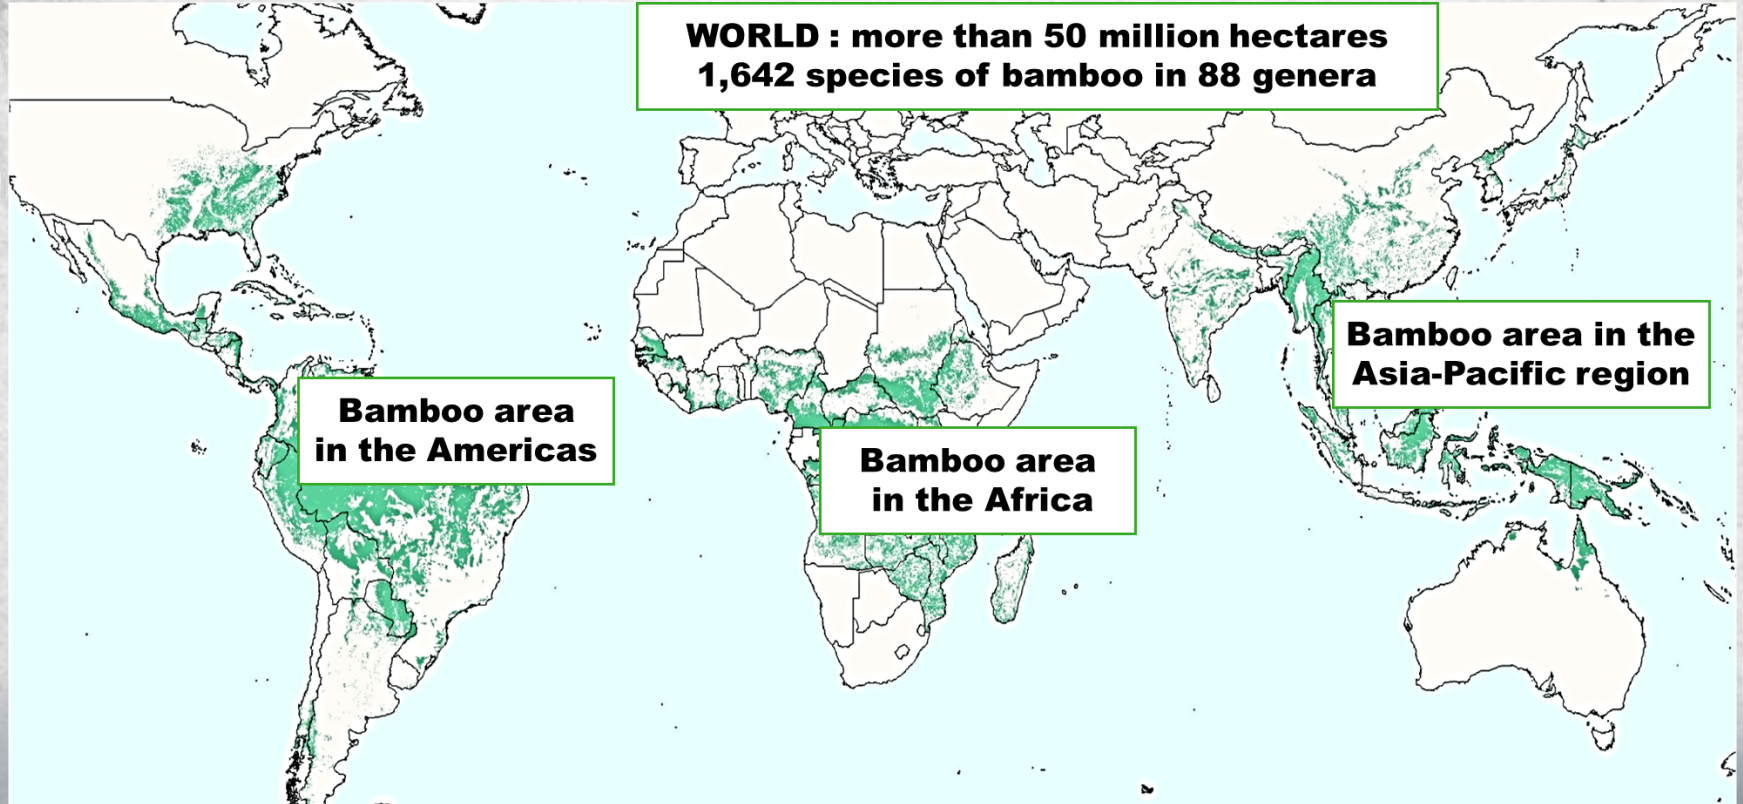 WORLD : more than 50 million hectares
1,642 species of bamboo in 88 genera
Bamboo area in the
Asia-Pacific region
Bamboo area
in the Americas
Bamboo area
in the Africa